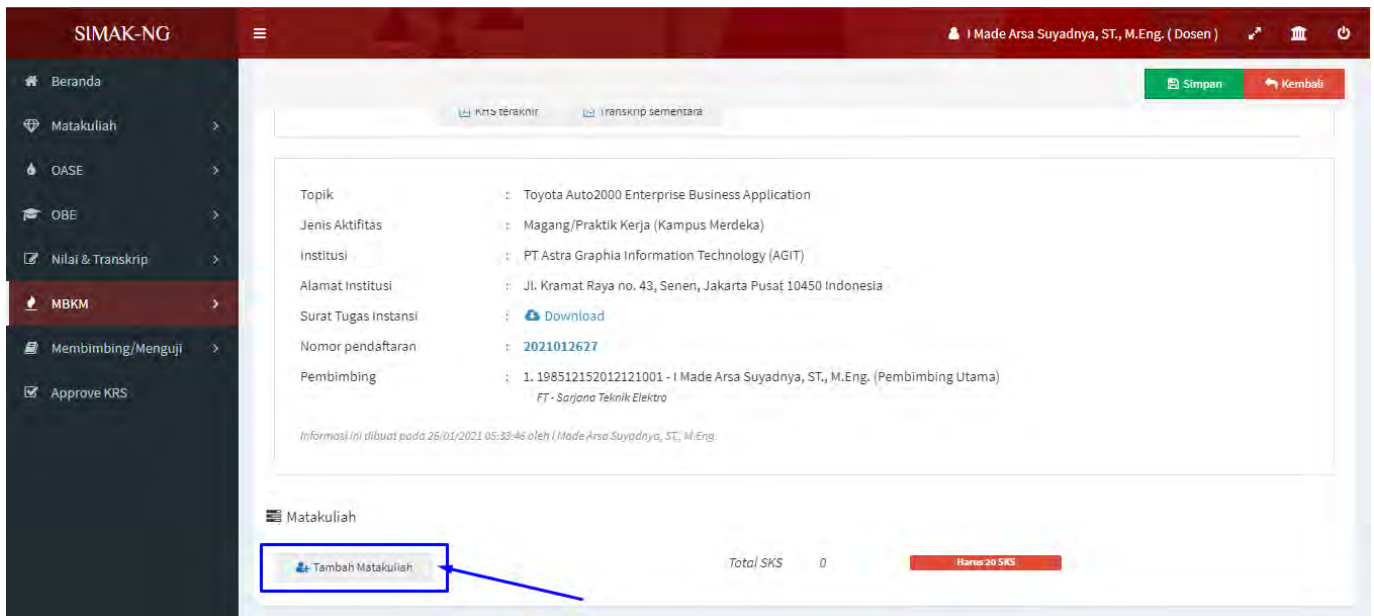 SIMAK-NG
I Made Arsa Suyadnya, ST., M.Eng. ( Dosen )
Beranda
Matakuliah
OASE
OBE
Nilai & Transkrip
MBKM
Membimbing/Menguji
Approve KRS
Simpan
Kembali
KHS terakhir
Transkrip sementara
Topik : Toyota Auto2000 Enterprise Business Application
Jenis Aktifitas : Magang/Praktik Kerja (Kampus Merdeka)
Institusi : PT Astra Graphia Information Technology (AGIT)
Alamat Institusi : Jl. Kramat Raya no. 43, Senen, Jakarta Pusat 10450 Indonesia
Surat Tugas Instansi : Download
Nomor pendaftaran : 2021012627
Pembimbing : 1. 198512152012121001 - I Made Arsa Suyadnya, ST., M.Eng. (Pembimbing Utama)
FT - Sarjana Teknik Elektro
Informasi ini dibuat pada 26/01/2021 05:33:46 oleh I Made Arsa Suyadnya, ST., M.Eng.
Matakuliah
Tambah Matakuliah
Total SKS 0
Harus 20 SKS